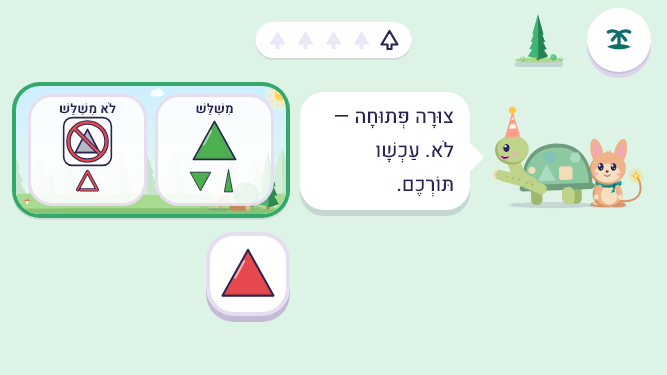 צוּרָה פְּתוּחָה –
לֹא. עַכְשָׁו
תּוֹרְכֶם.
מְשֻׁלָּשׁ
לֹא מְשֻׁלָּשׁ